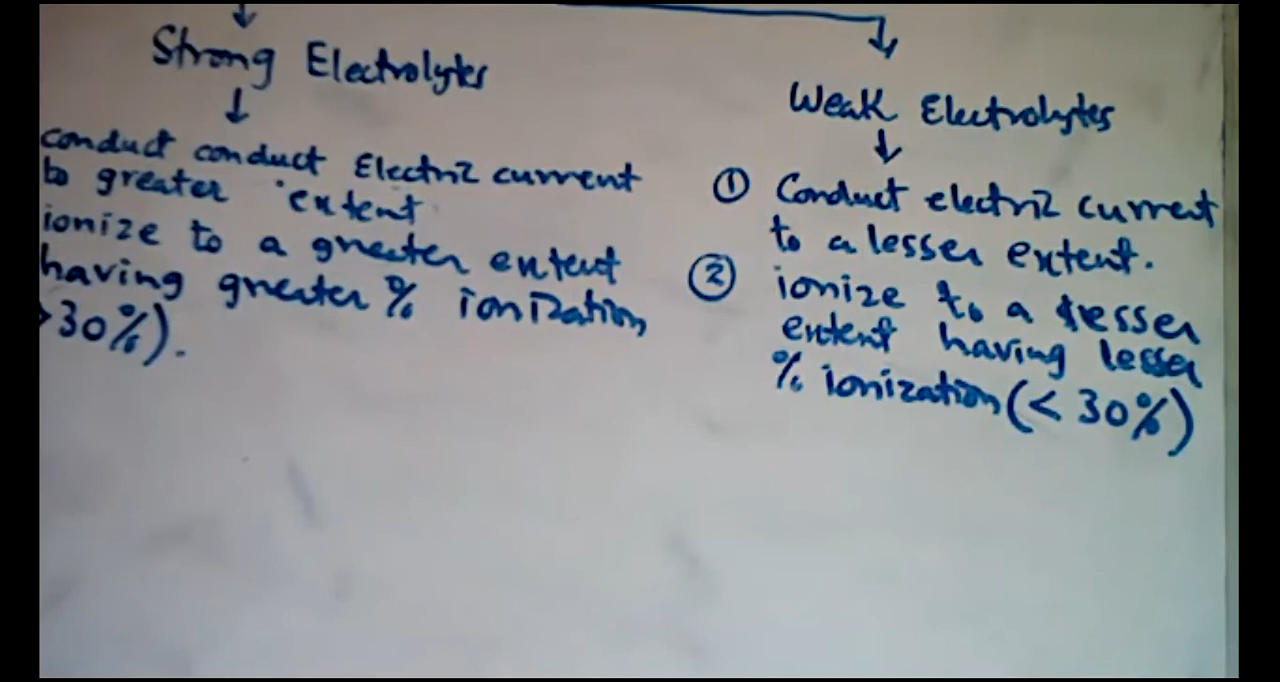 Strong Electrolytes
conduct conduct Electric current
to greater extent
ionize to a greater extent
having greater % ionization
>30%).
Weak Electrolytes
① Conduct electric current
to a lesser extent.
② ionize to a lesser
extent having lesser
% ionization (< 30%)